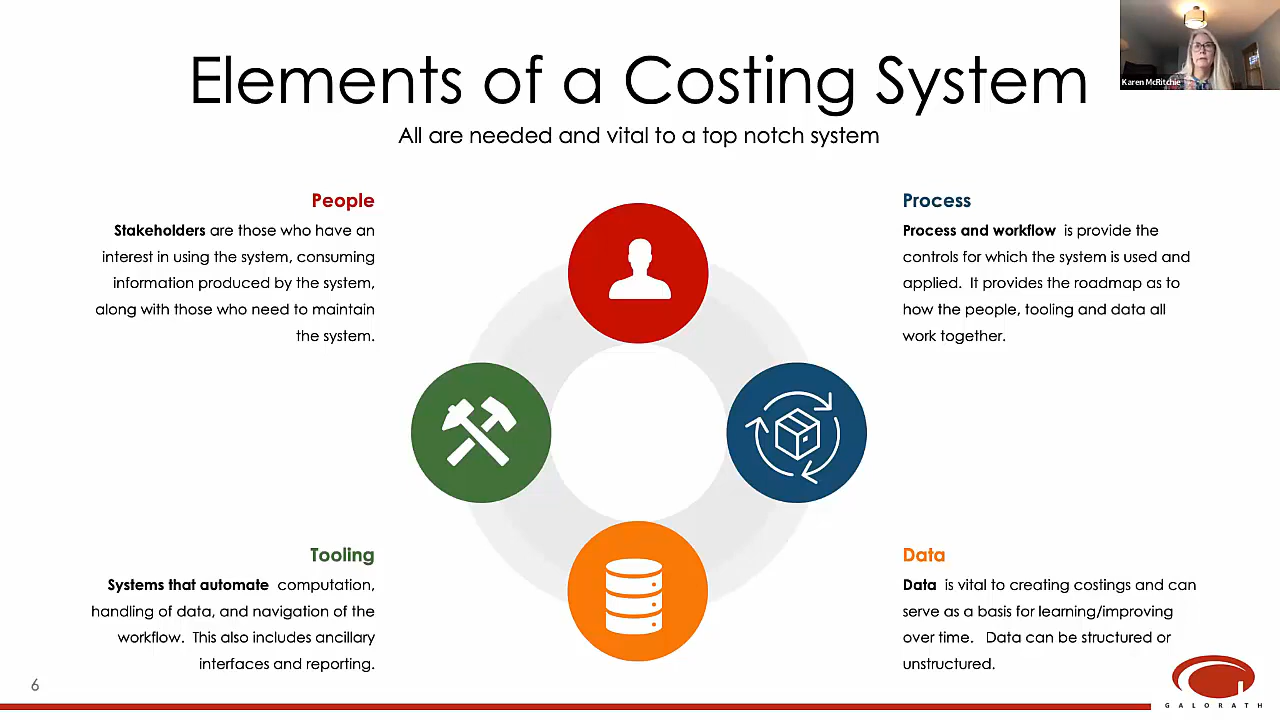 Elements of a Costing System
All are needed and vital to a top notch system
Karen McRitchie
People
Stakeholders are those who have an
interest in using the system, consuming
information produced by the system,
along with those who need to maintain
the system.
Process
Process and workflow is provide the
controls for which the system is used and
applied. It provides the roadmap as to
how the people, tooling and data all
work together.
Tooling
Systems that automate computation,
handling of data, and navigation of the
workflow. This also includes ancillary
interfaces and reporting.
Data
Data is vital to creating costings and can
serve as a basis for learning/improving
over time. Data can be structured or
unstructured.
6
GALORATH